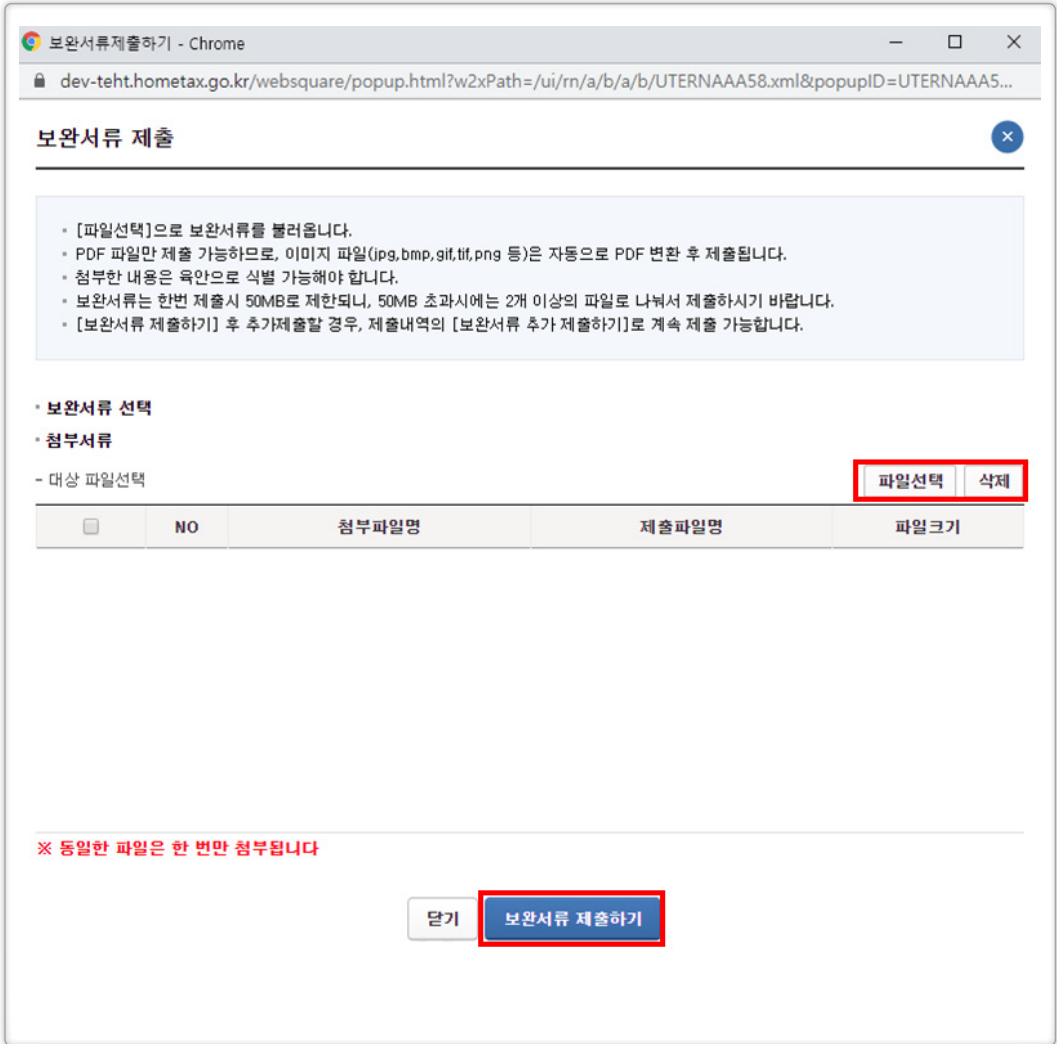 보완서류제출하기 - Chrome
dev-teht.hometax.go.kr/websquare/popup.html?w2xPath=/ui/rn/a/b/a/b/UTERNAAA58.xml&popupID=UTERNAAA5...
보완서류 제출
[파일선택]으로 보완서류를 불러옵니다.
PDF 파일만 제출 가능하므로, 이미지 파일(jpg,bmp,gif,tif,png 등)은 자동으로 PDF 변환 후 제출됩니다.
첨부한 내용은 육안으로 식별 가능해야 합니다.
보완서류는 한번 제출시 50MB로 제한되니, 50MB 초과시에는 2개 이상의 파일로 나눠서 제출하시기 바랍니다.
[보완서류 제출하기] 후 추가제출할 경우, 제출내역의 [보완서류 추가 제출하기]로 계속 제출 가능합니다.
보완서류 선택
첨부서류
- 대상 파일선택 파일선택 삭제
NO 첨부파일명 제출파일명 파일크기
※ 동일한 파일은 한 번만 첨부됩니다
닫기 보완서류 제출하기